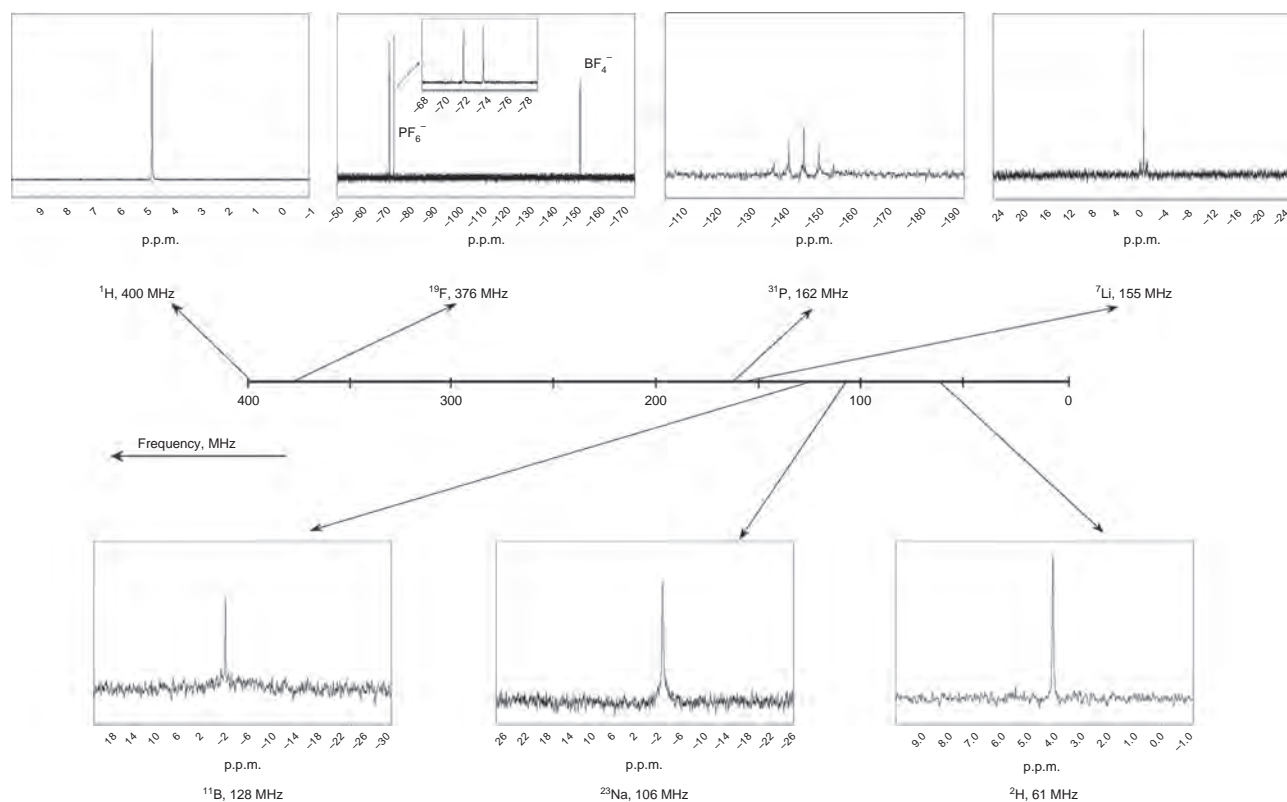 PF₆⁻
BF₄⁻
−68 −70 −72 −74 −76 −78
9 8 7 6 5 4 3 2 1 0 −1
−50 −60 −70 −80 −90 −100 −110 −120 −130 −140 −150 −160 −170
−110 −120 −130 −140 −150 −160 −170 −180 −190
24 20 16 12 8 4 0 −4 −8 −12 −16 −20 −24
p.p.m. p.p.m. p.p.m. p.p.m.
¹H, 400 MHz
¹⁹F, 376 MHz
³¹P, 162 MHz
⁷Li, 155 MHz
400 300 200 100 0
Frequency, MHz
18 14 10 6 2 −2 −6 −10 −14 −18 −22 −26 −30
26 22 18 14 10 6 2 −2 −6 −10 −14 −18 −22 −26
9.0 8.0 7.0 6.0 5.0 4.0 3.0 2.0 1.0 0.0 −1.0
p.p.m. p.p.m. p.p.m.
¹¹B, 128 MHz
²³Na, 106 MHz
²H, 61 MHz